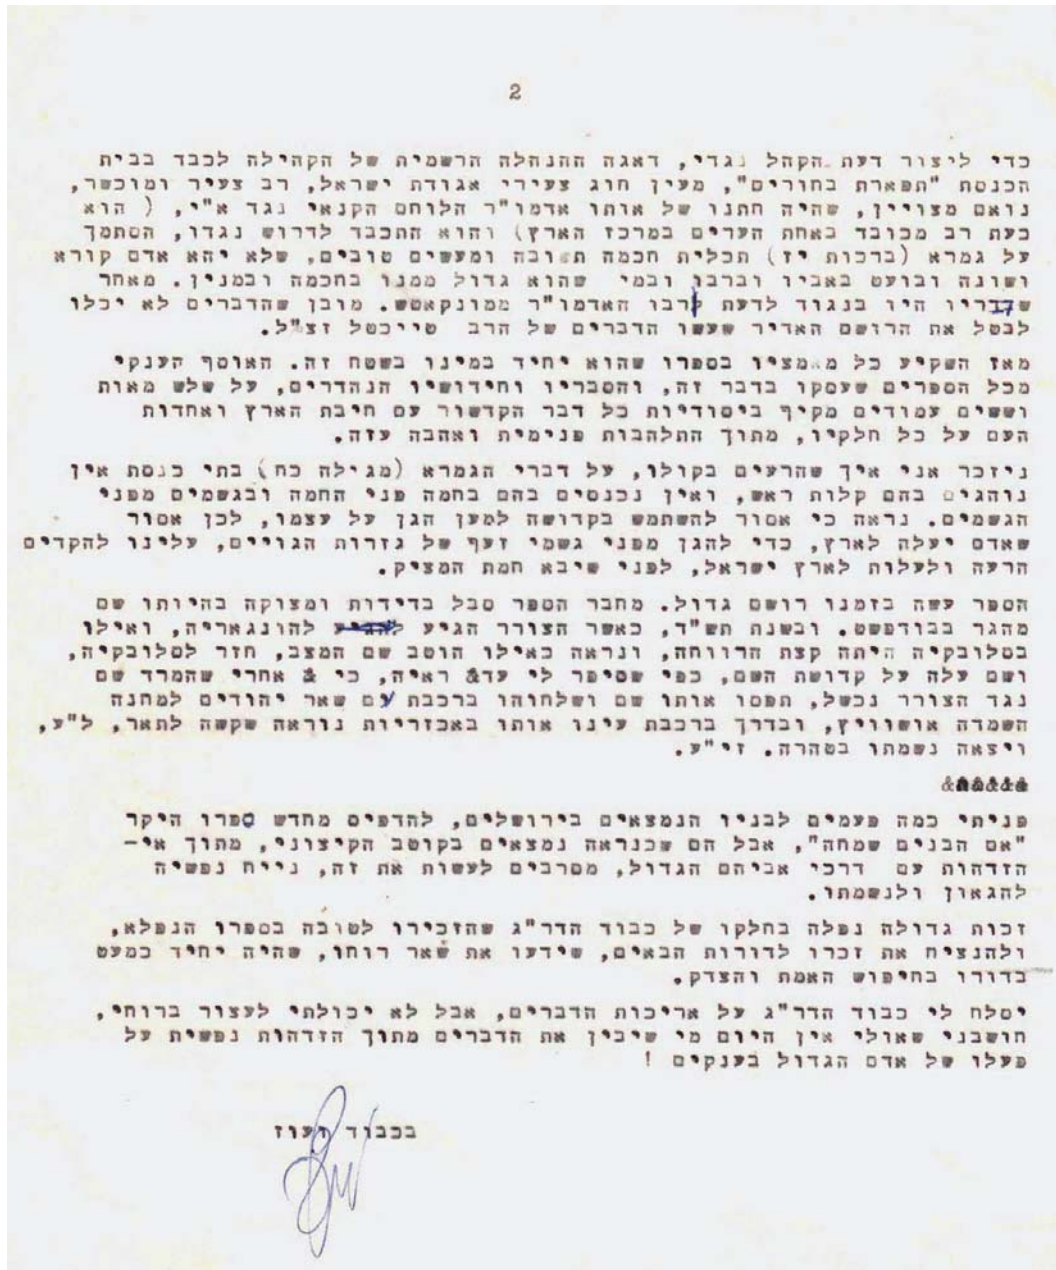 2
כדי ליצור דעת הקהל נגדי, דאגה ההנהלה הרשמית של הקהילה לכבד בבית
הכנסת "תפארת בחורים", מעין חוג צעירי אגודת ישראל, רב צעיר ומוכשר,
נואם מצויין, שהיה חתנו של אותו אדמו"ר הלוחם הקנאי נגד א"י, ( הוא
כעת רב מכובד באחת הערים במרכז הארץ) והוא התכבד לדרוש נגדו, הסתמך
על גמרא (ברכות יז) תכלית חכמה תשובה ומעשים טובים, שלא יהא אדם קורא
ושונה ובועט באביו וברבו ובמי שהוא גדול ממנו בחכמה ובמנין. מאחר
שדבריו היו בנגוד לדעת רבו האדמו"ר ממונקאטש. מובן שהדברים לא יכלו
לבטל את הרושם האדיר שעשו הדברים של הרב טייכטל זצ"ל.
מאז השקיע כל מאמציו בספרו שהוא יחיד במינו בשטח זה. האוסף הענקי
מכל הספרים שעסקו בדבר זה, והסבריו וחידושיו הנהדרים, על שלש מאות
וששים עמודים מקיף ביסודיות כל דבר הקדשור עם חיבת הארץ ואחדות
העם על כל חלקיו, מתוך התלהבות פנימית ואהבה עזה.
ניזכר אני איך שהרעים בקולו, על דברי הגמרא (מגילה כח) בתי כנסת אין
נוהגים בהם קלות ראש, ואין נכנסים בהם בחמה פני החמה ובגשמים מפני
הגשמים. נראה כי אסור להשתמש בקדושה למען הגן על עצמו, לכן אסור
שאדם יעלה לארץ, כדי להגן מפני גשמי זעף של גזרות הגויים, עלינו להקדים
הרעה ולעלות לארץ ישראל, לפני שיבא חמת המציק.
הספר עשה בזמנו רושם גדול. מחבר הספר סבל בדידות ומצוקה בהיותו שם
מהגר בבודפשט. ובשנת תש"ד, כאשר הצורר הגיע להונגאריה, ואילו
בסלובקיה היתה קצת הרווחה, ונראה כאילו הוטב שם המצב, חזר לסלובקיה,
ושם עלה על קדושת השם, כפי שסיפר לי עד& ראיה, כי & אחרי שהמרד שם
נגד הצורר נכשל, תפסו אותו שם ושלחוהו ברכבת עם שאר יהודים למחנה
השמדה אושוויץ, ובדרך ברכבת עינו אותו באכזריות נוראה שקשה לתאר, ל"ע,
ויצאה נשמתו בטהרה. זי"ע.
&&&&&&
פניתי כמה פעמים לבניו הנמצאים בירושלים, להדפיס מחדש ספרו היקר
"אם הבנים שמחה", אבל הם שכנראה נמצאים בקוטב הקיצוני, מתוך אי-
הזדהות עם דרכי אביהם הגדול, מסרבים לעשות את זה, נייח נפשיה
להגאון ולנשמתו.
זכות גדולה נפלה בחלקו של כבוד הדר"ג שהזכירו לטובה בספרו הנפלא,
ולהנציח את זכרו לדורות הבאים, שידעו את שאר רוחו, שהיה יחיד כמעט
בדורו בחיפוש האמת והצדק.
יסלח לי כבוד הדר"ג על אריכות הדברים, אבל לא יכולתי לעצור ברוחי,
חושבני שאולי אין היום מי שיבין את הדברים מתוך הזדהות נפשית על
פעלו של אדם הגדול בענקים !
בכבוד ועוז